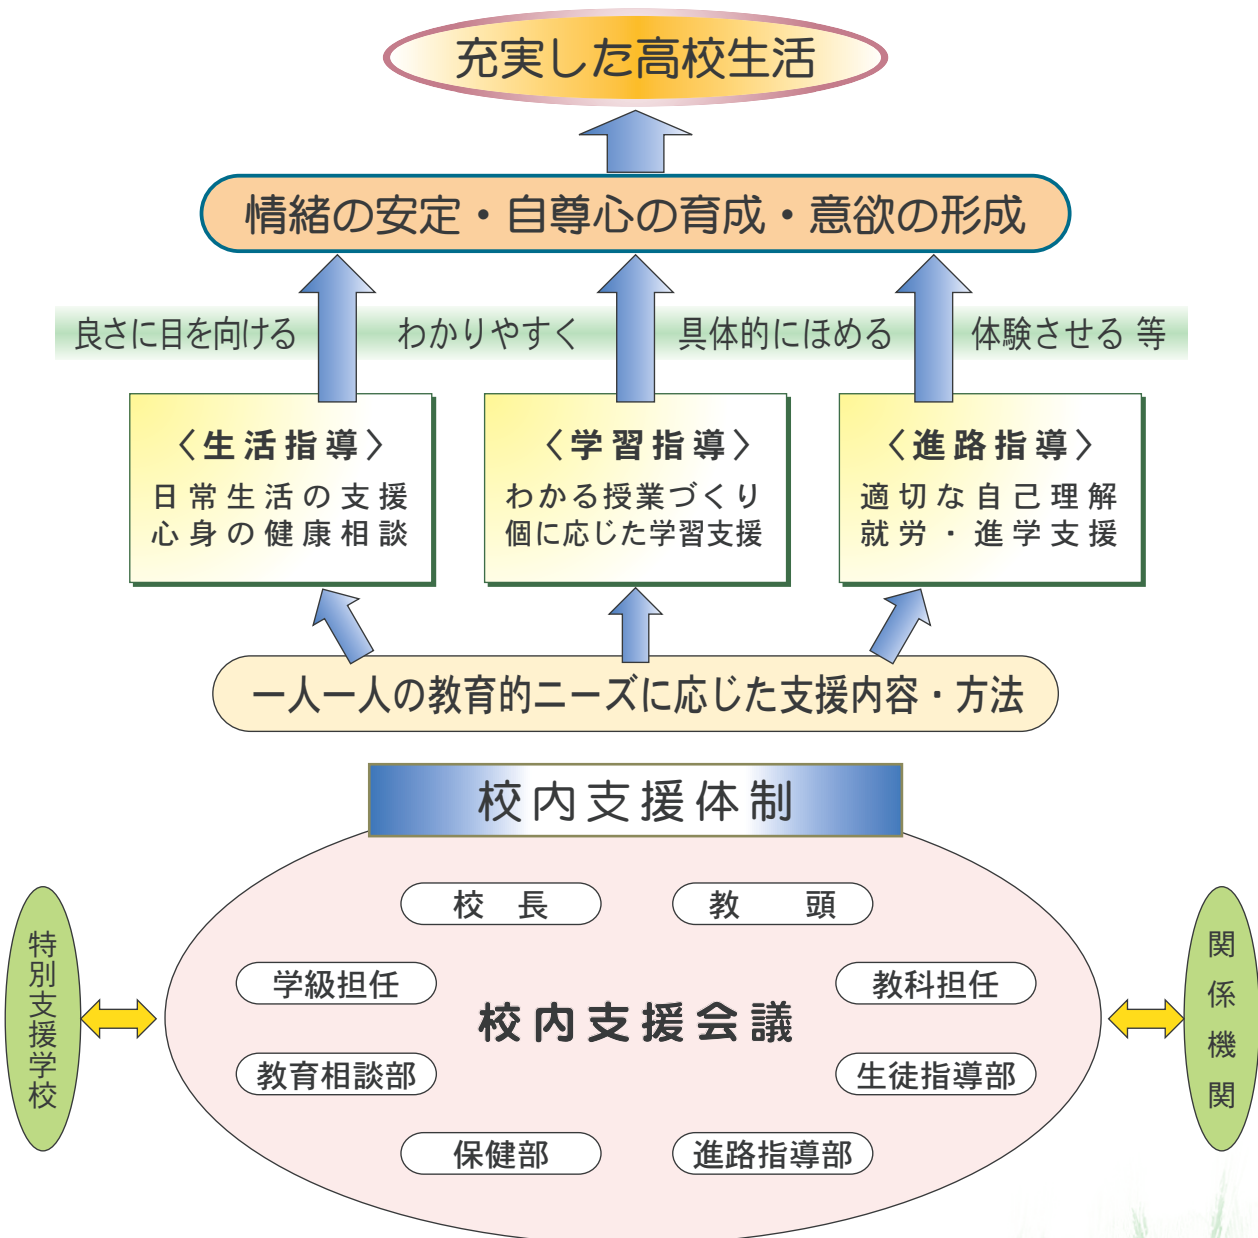 充実した高校生活
情緒の安定・自尊心の育成・意欲の形成
良さに目を向ける
わかりやすく
具体的にほめる
体験させる 等
〈生活指導〉
日常生活の支援
心身の健康相談
〈学習指導〉
わかる授業づくり
個に応じた学習支援
〈進路指導〉
適切な自己理解
就労・進学支援
一人一人の教育的ニーズに応じた支援内容・方法
校内支援体制
校　長
教　頭
学級担任
教科担任
校内支援会議
教育相談部
生徒指導部
保健部
進路指導部
特別支援学校
関係機関